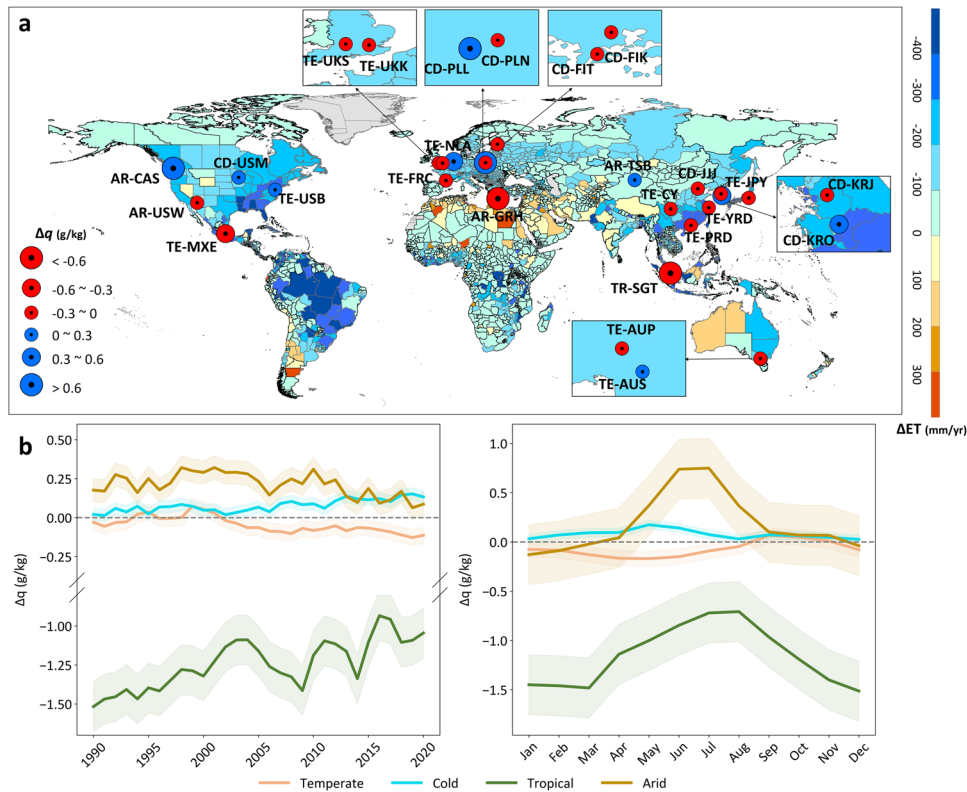 a
TE-UKS
TE-UKK
CD-PLL
CD-PLN
CD-FIT
CD-FIK
AR-CAS
CD-USM
TE-USB
AR-USW
TE-MXE
TE-NLA
TE-FRC
AR-GRH
AR-TSB
TE-CY
CD-JJJ
TE-JPY
TE-YRD
TE-PRD
TR-SGT
CD-KRJ
CD-KRO
TE-AUP
TE-AUS
Δq (g/kg)
< -0.6
-0.6 ~ -0.3
-0.3 ~ 0
0 ~ 0.3
0.3 ~ 0.6
> 0.6
-400
-300
-200
-100
0
100
200
300
ΔET (mm/yr)
b
Δq (g/kg)
0.50
0.25
0.00
−0.25
−1.00
−1.25
−1.50
1990
1995
2000
2005
2010
2015
2020
Δq (g/kg)
1.0
0.5
0.0
−0.5
−1.0
−1.5
Jan
Feb
Mar
Apr
May
Jun
Jul
Aug
Sep
Oct
Nov
Dec
Temperate
Cold
Tropical
Arid